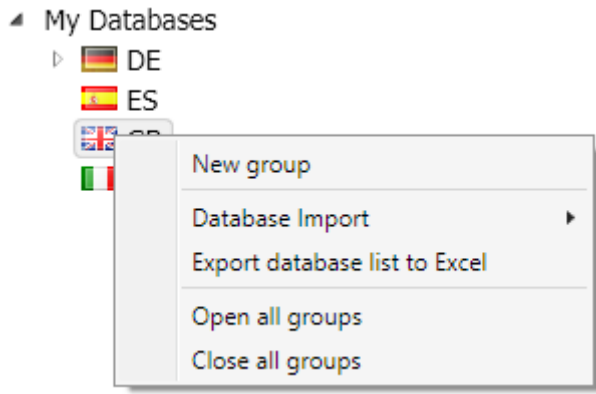 My Databases
DE
ES
New group
Database Import
Export database list to Excel
Open all groups
Close all groups